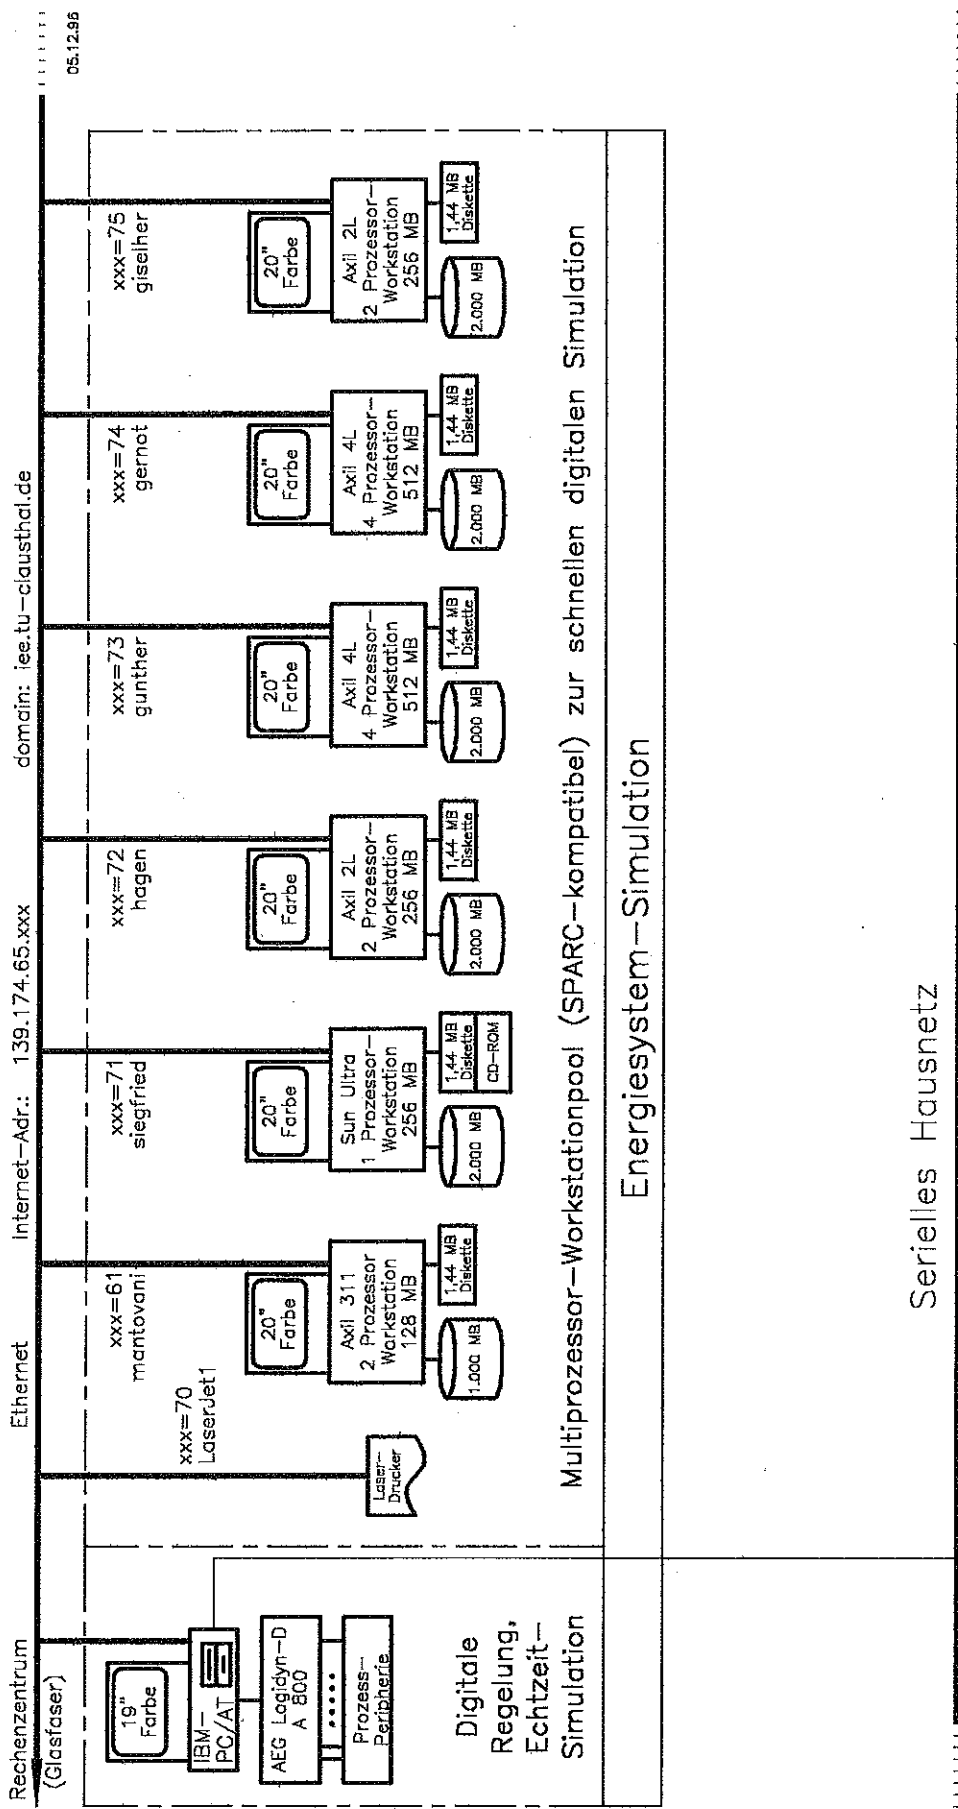 Rechenzentrum
(Glasfaser)
Ethernet
Internet-Adr.: 139.174.65.xxx
domain: iee.tu-clausthal.de
05.12.96
19"
Farbe
IBM-
PC/AT
AEG Logidyn-D
A 800
Prozess-
Peripherie
Digitale
Regelung,
Echtzeit-
Simulation
xxx=70
LaserJet1
Laser-
Drucker
xxx=61
mantovani
20"
Farbe
Axil 311
2 Prozessor
Workstation
128 MB
1.000 MB
1,44 MB
Diskette
xxx=71
siegfried
20"
Farbe
Sun Ultra
1 Prozessor-
Workstation
256 MB
2.000 MB
1,44 MB
Diskette
CD-ROM
xxx=72
hagen
20"
Farbe
Axil 2L
2 Prozessor-
Workstation
256 MB
2.000 MB
1,44 MB
Diskette
xxx=73
gunther
20"
Farbe
Axil 4L
4 Prozessor-
Workstation
512 MB
2.000 MB
1,44 MB
Diskette
xxx=74
gernot
20"
Farbe
Axil 4L
4 Prozessor-
Workstation
512 MB
2.000 MB
1,44 MB
Diskette
xxx=75
giselher
20"
Farbe
Axil 2L
2 Prozessor-
Workstation
256 MB
2.000 MB
1,44 MB
Diskette
Multiprozessor-Workstationpool (SPARC-kompatibel) zur schnellen digitalen Simulation
Energiesystem-Simulation
Serielles Hausnetz